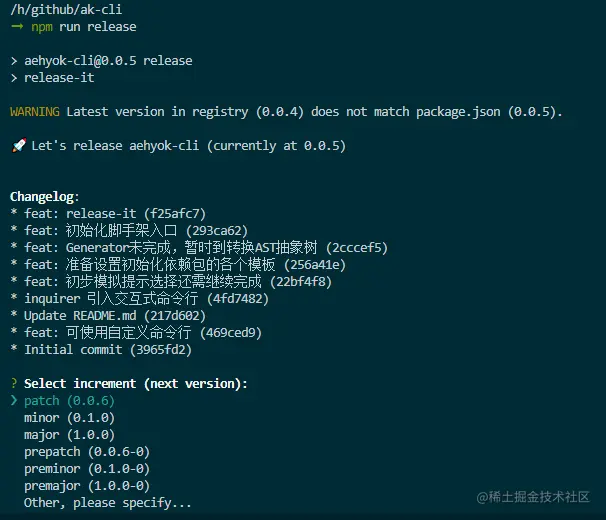 /h/github/ak-cli
→ npm run release
> aehyok-cli@0.0.5 release
> release-it
WARNING Latest version in registry (0.0.4) does not match package.json (0.0.5).
🚀 Let's release aehyok-cli (currently at 0.0.5)
Changelog:
* feat: release-it (f25afc7)
* feat: 初始化脚手架入口 (293ca62)
* feat: Generator未完成，暂时到转换AST抽象树 (2cccef5)
* feat: 准备设置初始化依赖包的各个模板 (256a41e)
* feat: 初步模拟提示选择还需继续完成 (22bf4f8)
* inquirer 引入交互式命令行 (4fd7482)
* Update README.md (217d602)
* feat: 可使用自定义命令行 (469ced9)
* Initial commit (3965fd2)
? Select increment (next version):
❯ patch (0.0.6)
minor (0.1.0)
major (1.0.0)
prepatch (0.0.6-0)
preminor (0.1.0-0)
premajor (1.0.0-0)
Other, please specify...
@稀土掘金技术社区